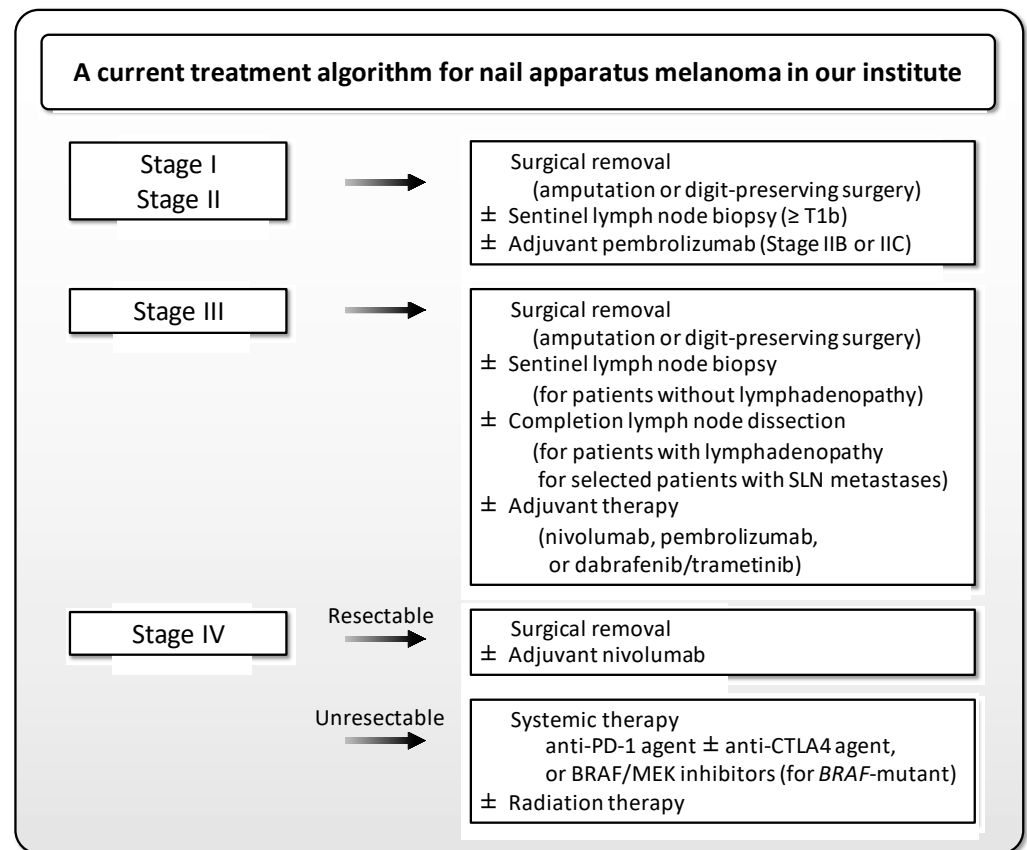 A current treatment algorithm for nail apparatus melanoma in our institute
Stage I
Stage II
Surgical removal
(amputation or digit-preserving surgery)
± Sentinel lymph node biopsy (≥ T1b)
± Adjuvant pembrolizumab (Stage IIB or IIC)
Stage III
Surgical removal
(amputation or digit-preserving surgery)
± Sentinel lymph node biopsy
(for patients without lymphadenopathy)
± Completion lymph node dissection
(for patients with lymphadenopathy
for selected patients with SLN metastases)
± Adjuvant therapy
(nivolumab, pembrolizumab,
or dabrafenib/trametinib)
Stage IV
Resectable
Surgical removal
± Adjuvant nivolumab
Unresectable
Systemic therapy
anti-PD-1 agent ± anti-CTLA4 agent,
or BRAF/MEK inhibitors (for BRAF-mutant)
± Radiation therapy